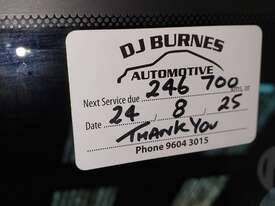 DJ BURNES
AUTOMOTIVE
Next Service due 246 700 kms, or
Date 24 / 8 / 25
THANK YOU
Phone 9604 3015